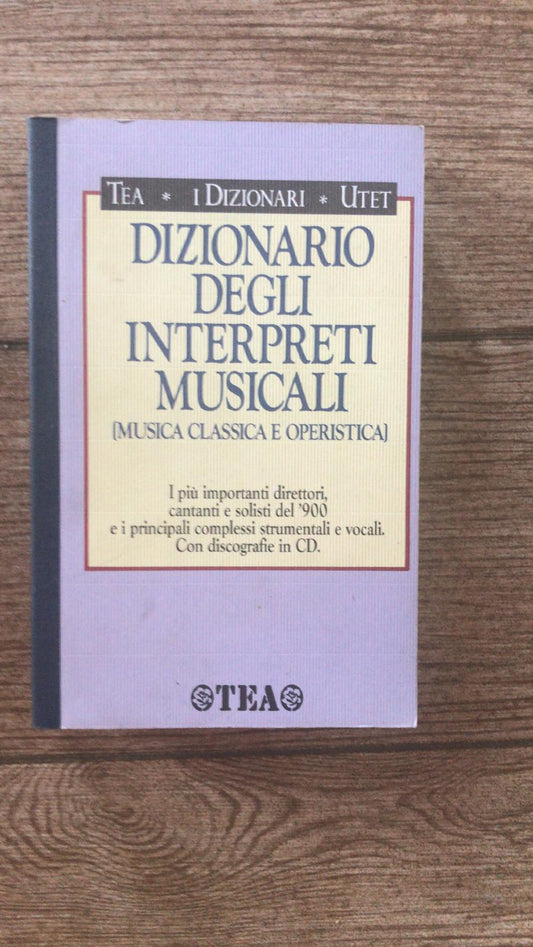 TEA * I DIZIONARI * UTET
DIZIONARIO
DEGLI
INTERPRETI
MUSICALI
(MUSICA CLASSICA E OPERISTICA)
I più importanti direttori,
cantanti e solisti del '900
e i principali complessi strumentali e vocali.
Con discografie in CD.
TEA